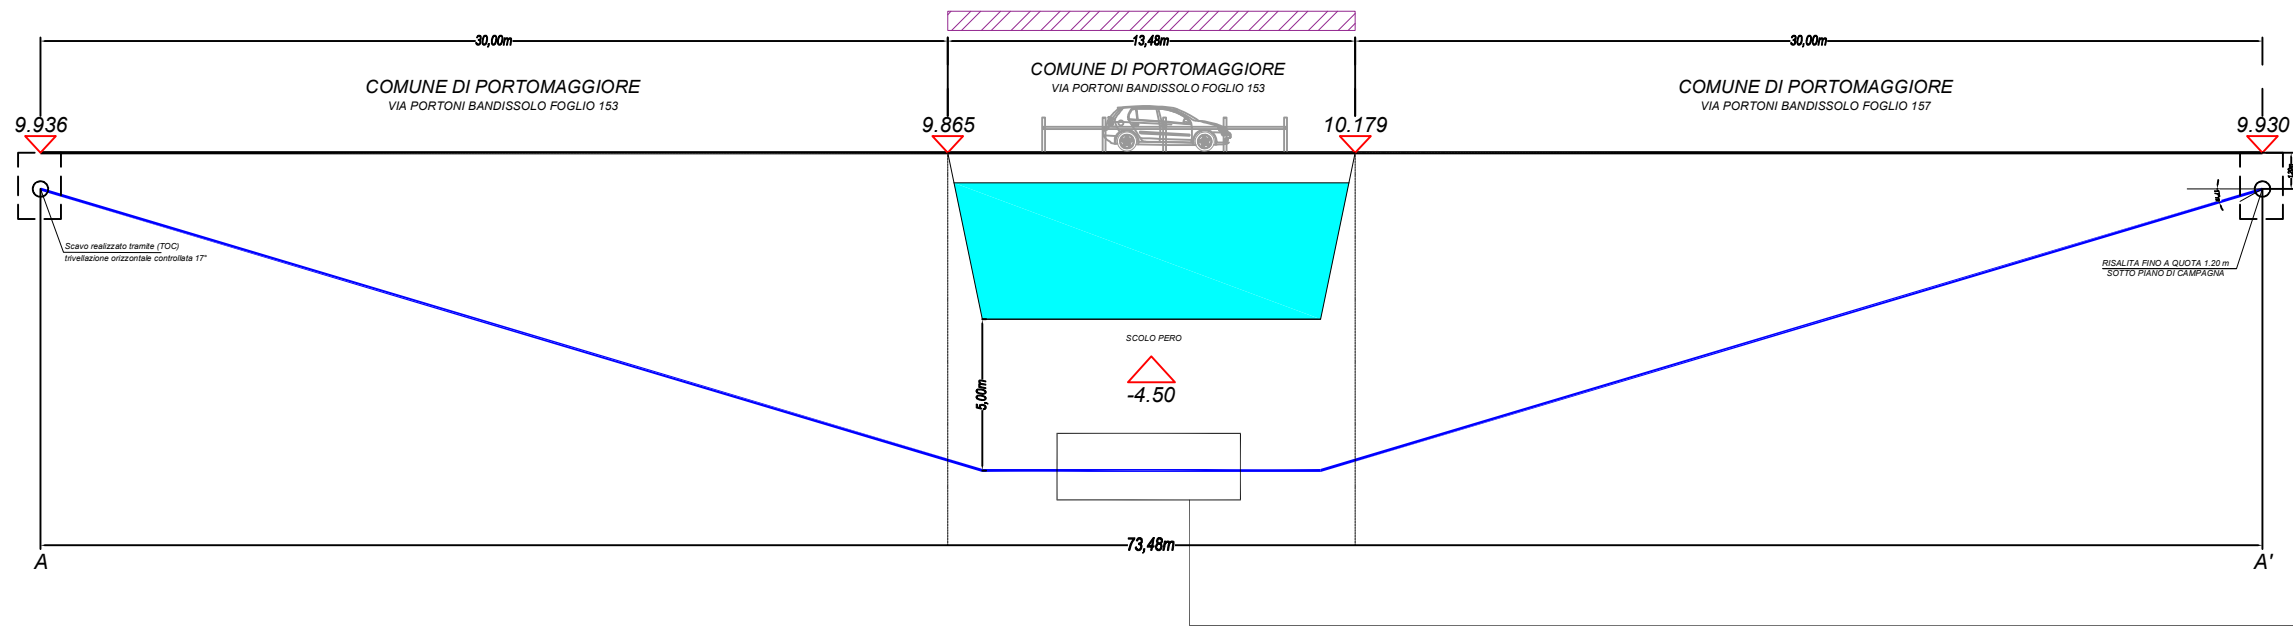 30,00m
13,48m
30,00m
COMUNE DI PORTOMAGGIORE
VIA PORTONI BANDISSOLO FOGLIO 153
COMUNE DI PORTOMAGGIORE
VIA PORTONI BANDISSOLO FOGLIO 153
COMUNE DI PORTOMAGGIORE
VIA PORTONI BANDISSOLO FOGLIO 157
9.936
9.865
10.179
9.930
Scavo realizzato tramite (TOC)
trivellazione orizzontale controllata 17°
RISALITA FINO A QUOTA 1.20 m
SOTTO PIANO DI CAMPAGNA
SCOLO PERO
-4.50
5,00m
73,48m
A
A'